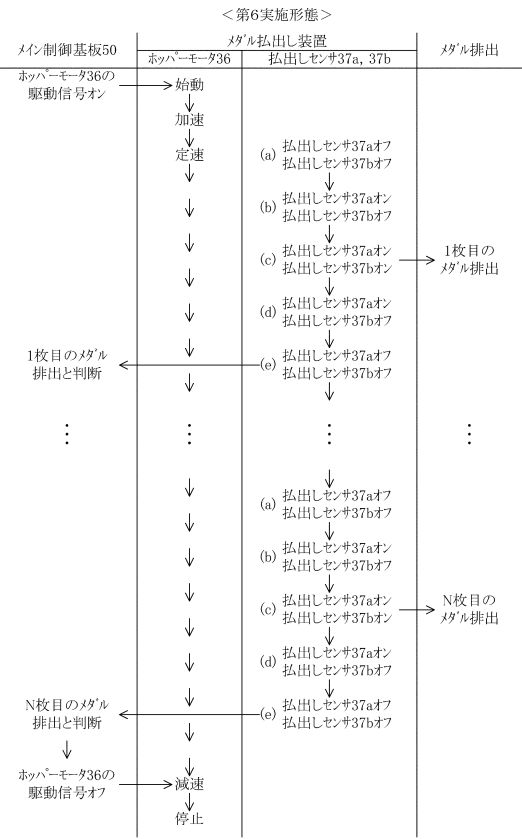 ＜第6実施形態＞
メイン制御基板50
メダル払出し装置
メダル排出
ホッパーモータ36
払出しセンサ37a, 37b
ホッパーモータ36の
駆動信号オン
始動
加速
定速
(a) 払出しセンサ37aオフ
払出しセンサ37bオフ
(b) 払出しセンサ37aオン
払出しセンサ37bオフ
(c) 払出しセンサ37aオン
払出しセンサ37bオン
1枚目の
メダル排出
(d) 払出しセンサ37aオン
払出しセンサ37bオフ
1枚目のメダル
排出と判断
(e) 払出しセンサ37aオフ
払出しセンサ37bオフ
(a) 払出しセンサ37aオフ
払出しセンサ37bオフ
(b) 払出しセンサ37aオン
払出しセンサ37bオフ
(c) 払出しセンサ37aオン
払出しセンサ37bオン
N枚目の
メダル排出
(d) 払出しセンサ37aオン
払出しセンサ37bオフ
N枚目のメダル
排出と判断
(e) 払出しセンサ37aオフ
払出しセンサ37bオフ
ホッパーモータ36の
駆動信号オフ
減速
停止